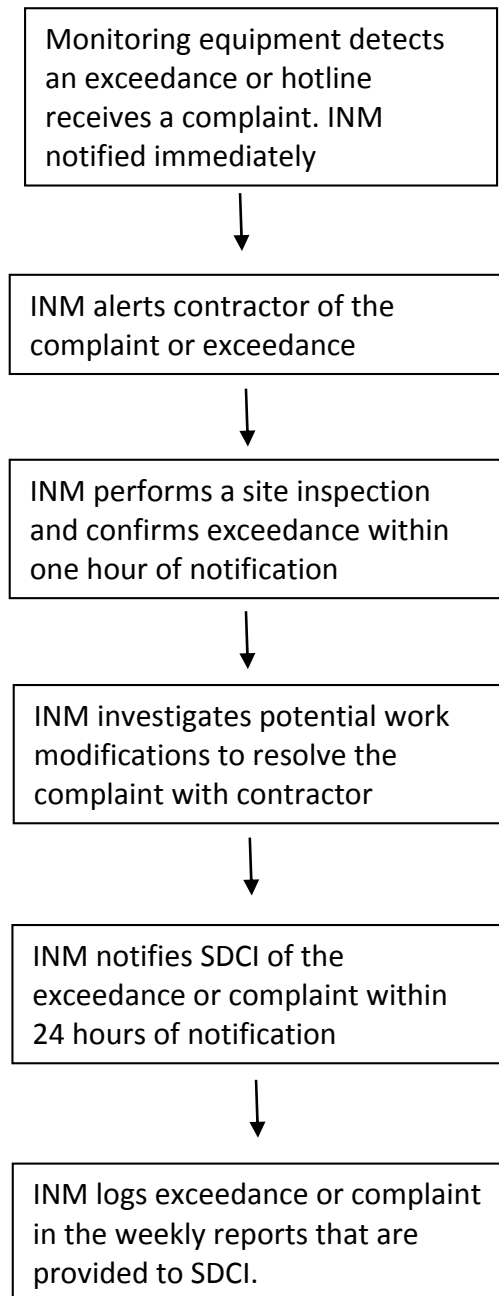 Monitoring equipment detects
an exceedance or hotline
receives a complaint. INM
notified immediately
INM alerts contractor of the
complaint or exceedance
INM performs a site inspection
and confirms exceedance within
one hour of notification
INM investigates potential work
modifications to resolve the
complaint with contractor
INM notifies SDCI of the
exceedance or complaint within
24 hours of notification
INM logs exceedance or complaint
in the weekly reports that are
provided to SDCI.